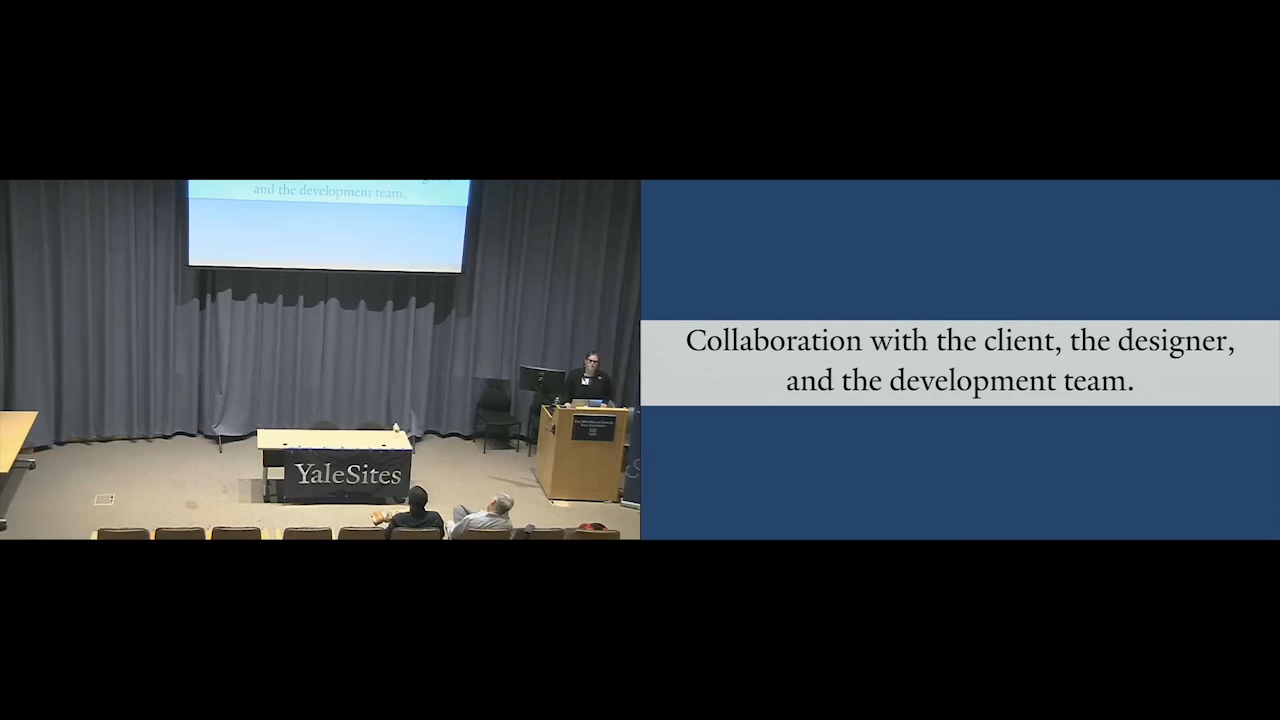 and the development team.
YaleSites
Collaboration with the client, the designer,
and the development team.